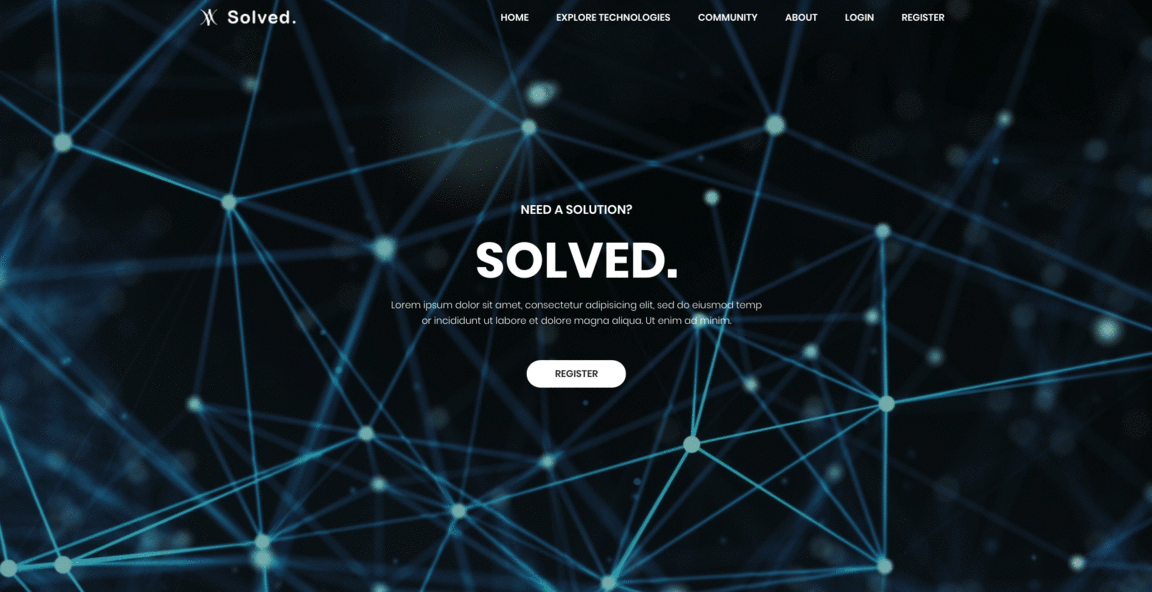 Solved.
HOME EXPLORE TECHNOLOGIES COMMUNITY ABOUT LOGIN REGISTER
NEED A SOLUTION?
SOLVED.
Lorem ipsum dolor sit amet, consectetur adipisicing elit, sed do eiusmod temp
or incididunt ut labore et dolore magna aliqua. Ut enim ad minim.
REGISTER